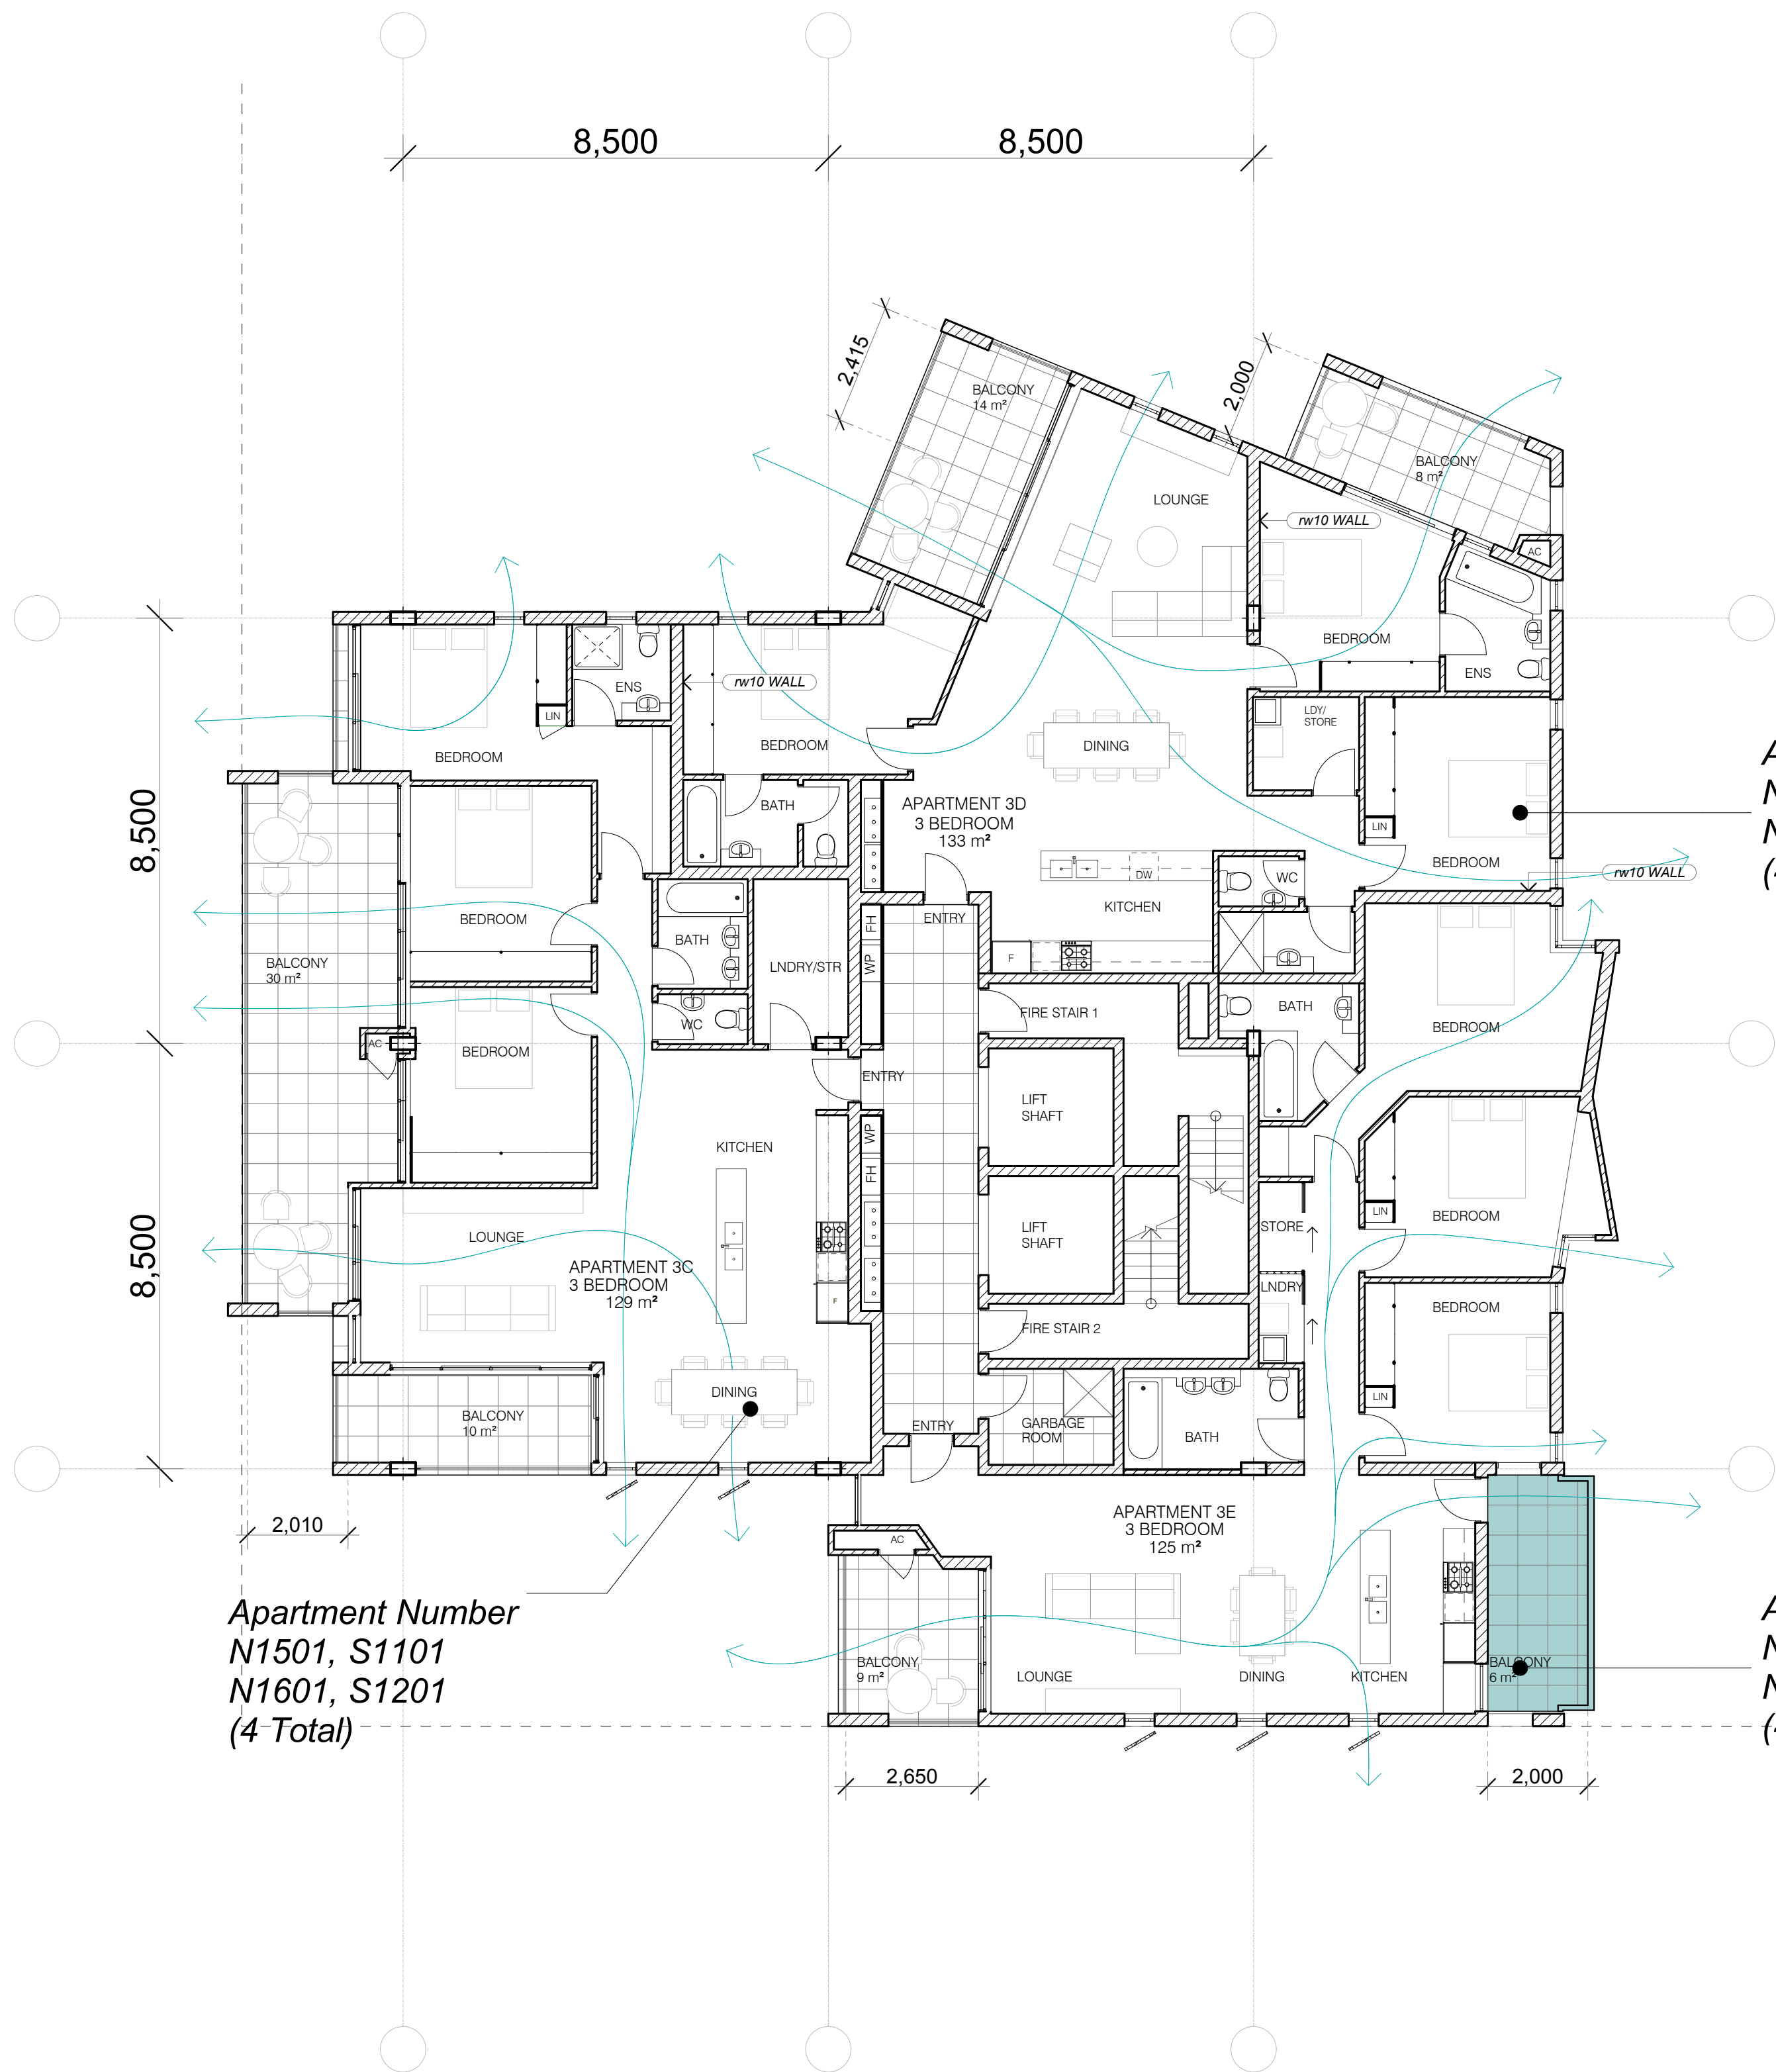 8,500
8,500
2,415
2,000
BALCONY
14 m²
BALCONY
8 m²
LOUNGE
rw10 WALL
AC
BEDROOM
ENS
ENS
rw10 WALL
LIN
LDY/
STORE
BEDROOM
BEDROOM
DINING
8,500
BATH
APARTMENT 3D
3 BEDROOM
133 m²
LIN
BEDROOM
rw10 WALL
DW
WC
KITCHEN
ENTRY
FH
BEDROOM
BATH
WP
F
LNDRY/STR
BALCONY
30 m²
FIRE STAIR 1
BATH
WC
BEDROOM
BEDROOM
AC
ENTRY
LIFT
SHAFT
WP
KITCHEN
FH
LIN
BEDROOM
8,500
LOUNGE
LIFT
SHAFT
STORE
APARTMENT 3C
3 BEDROOM
129 m²
F
LNDRY
BEDROOM
FIRE STAIR 2
DINING
LIN
BALCONY
10 m²
ENTRY
GARBAGE
ROOM
BATH
2,010
APARTMENT 3E
3 BEDROOM
125 m²
AC
Apartment Number
N1501, S1101
N1601, S1201
(4 Total)
BALCONY
9 m²
LOUNGE
DINING
KITCHEN
BALCONY
6 m²
2,650
2,000